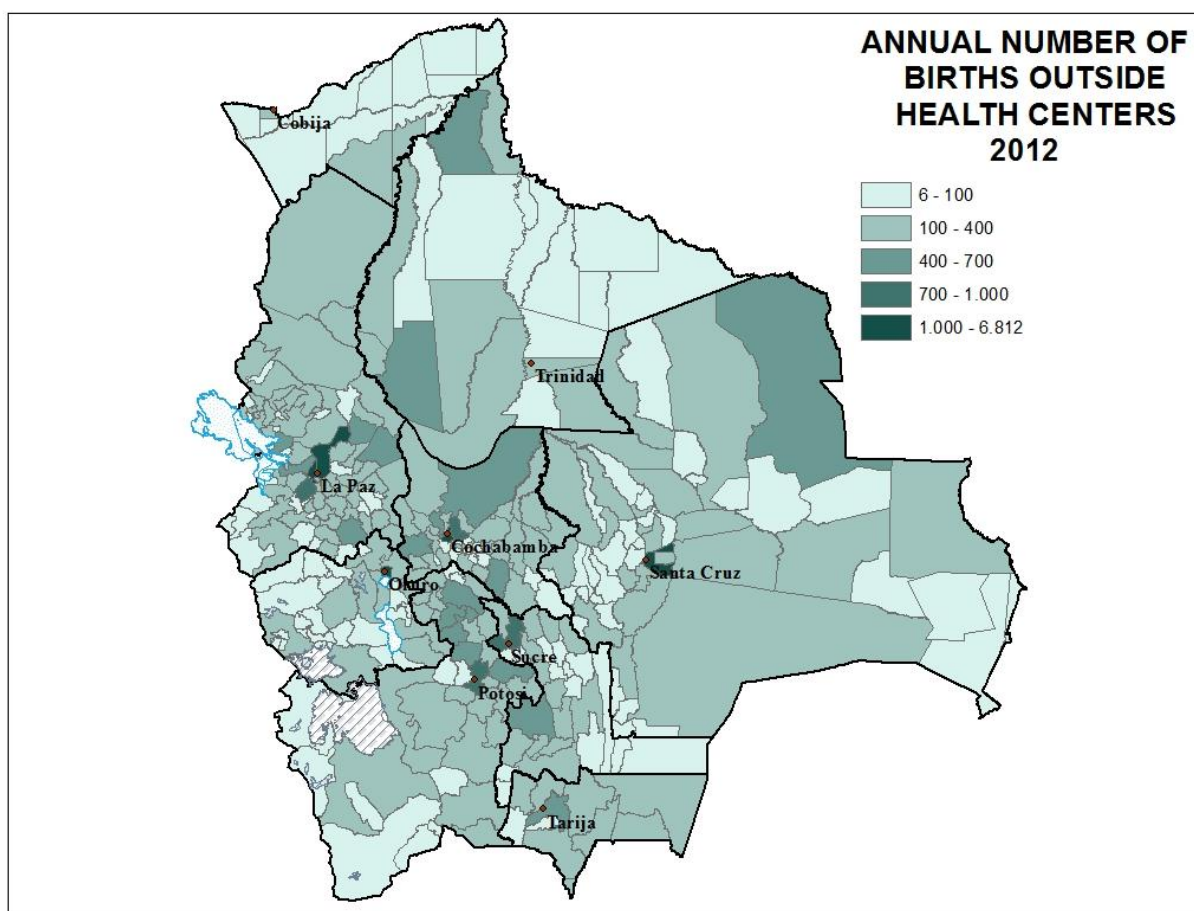 ANNUAL NUMBER OF
BIRTHS OUTSIDE
HEALTH CENTERS
2012
6 - 100
100 - 400
400 - 700
700 - 1.000
1.000 - 6.812
Cobija
Trinidad
La Paz
Cochabamba
Santa Cruz
Oruro
Sucre
Potosi
Tarija